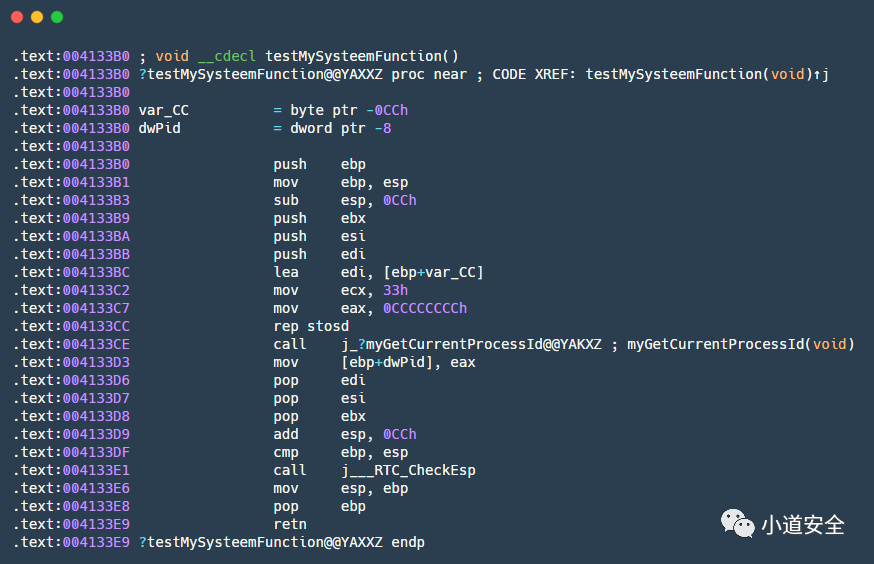 .text:004133B0 ; void __cdecl testMySysteemFunction()
.text:004133B0 ?testMySysteemFunction@@YAXXZ proc near ; CODE XREF: testMySysteemFunction(void)↑j
.text:004133B0
.text:004133B0 var_CC          = byte ptr -0CCh
.text:004133B0 dwPid           = dword ptr -8
.text:004133B0
.text:004133B0                 push    ebp
.text:004133B1                 mov     ebp, esp
.text:004133B3                 sub     esp, 0CCh
.text:004133B9                 push    ebx
.text:004133BA                 push    esi
.text:004133BB                 push    edi
.text:004133BC                 lea     edi, [ebp+var_CC]
.text:004133C2                 mov     ecx, 33h
.text:004133C7                 mov     eax, 0CCCCCCCCh
.text:004133CC                 rep stosd
.text:004133CE                 call    j_?myGetCurrentProcessId@@YAKXZ ; myGetCurrentProcessId(void)
.text:004133D3                 mov     [ebp+dwPid], eax
.text:004133D6                 pop     edi
.text:004133D7                 pop     esi
.text:004133D8                 pop     ebx
.text:004133D9                 add     esp, 0CCh
.text:004133DF                 cmp     ebp, esp
.text:004133E1                 call    j___RTC_CheckEsp
.text:004133E6                 mov     esp, ebp
.text:004133E8                 pop     ebp
.text:004133E9                 retn
.text:004133E9 ?testMySysteemFunction@@YAXXZ endp
小道安全